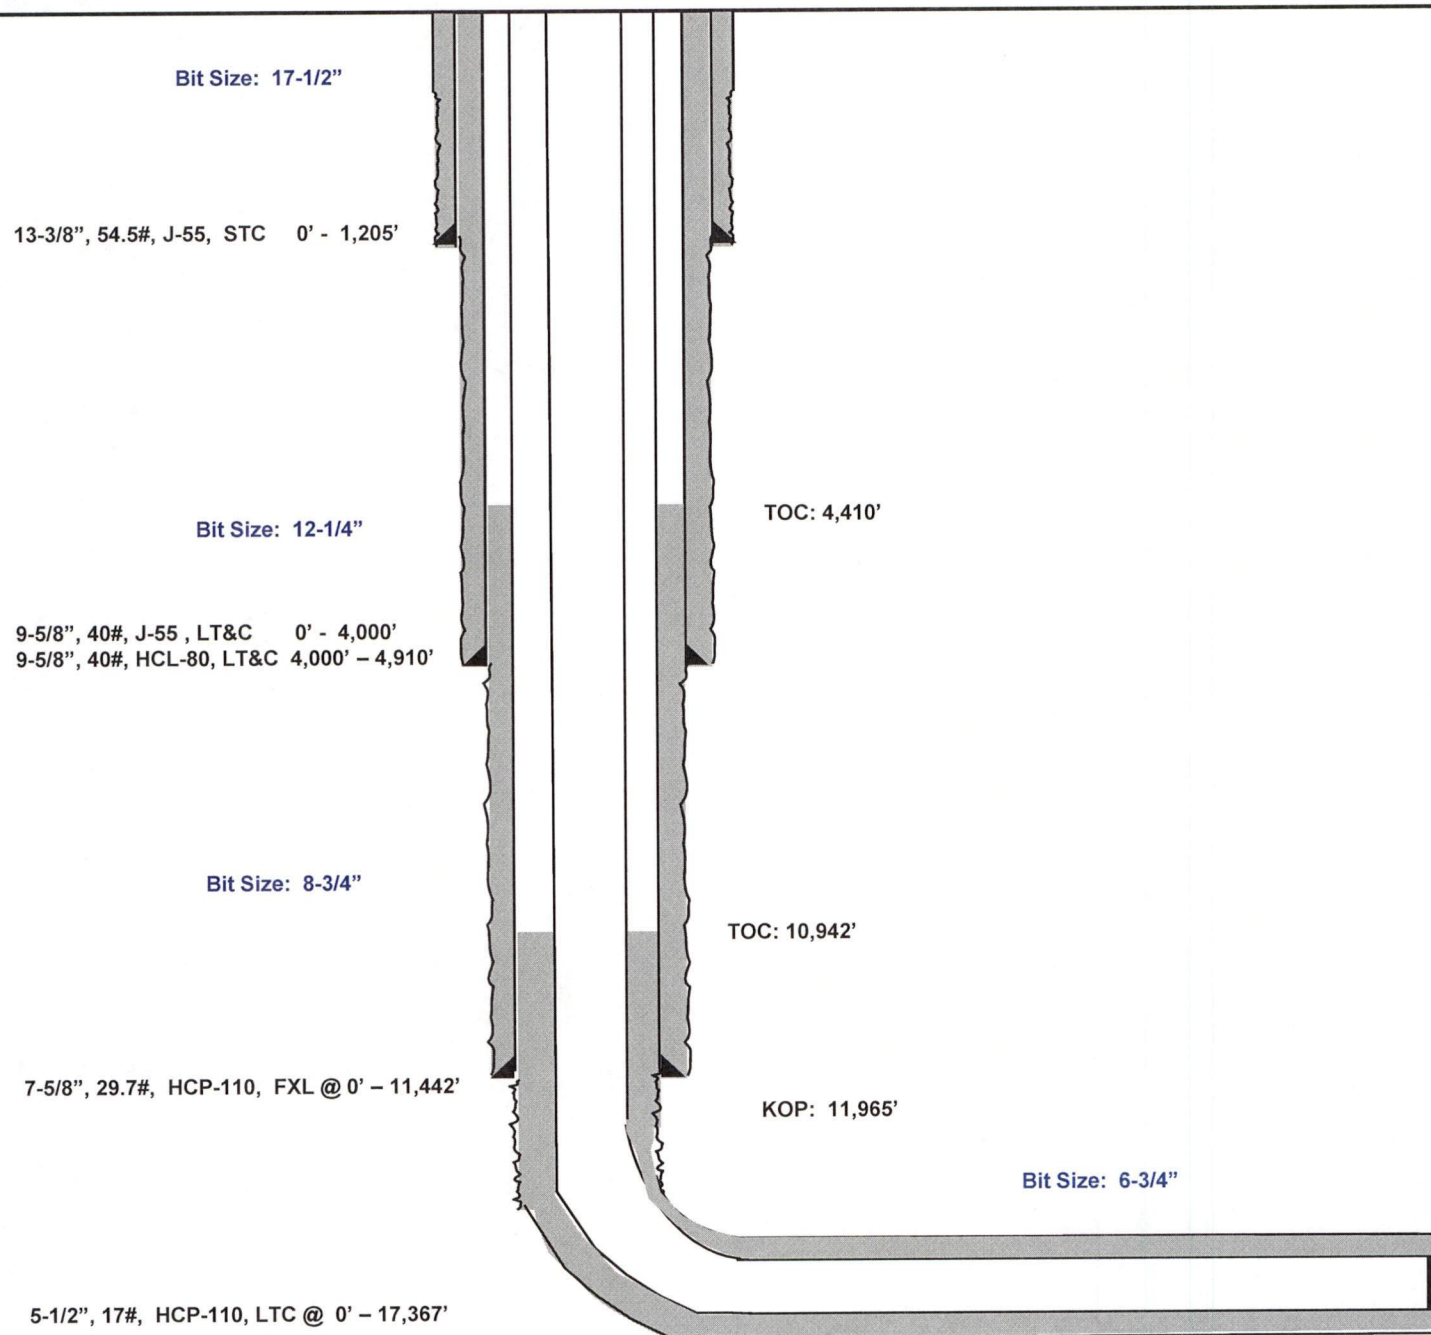 Bit Size: 17-1/2”
13-3/8”, 54.5#, J-55, STC 0’ - 1,205’
TOC: 4,410’
Bit Size: 12-1/4”
9-5/8”, 40#, J-55 , LT&C 0’ - 4,000’
9-5/8”, 40#, HCL-80, LT&C 4,000’ – 4,910’
Bit Size: 8-3/4”
TOC: 10,942’
7-5/8”, 29.7#, HCP-110, FXL @ 0’ – 11,442’
KOP: 11,965’
Bit Size: 6-3/4”
5-1/2”, 17#, HCP-110, LTC @ 0’ – 17,367’